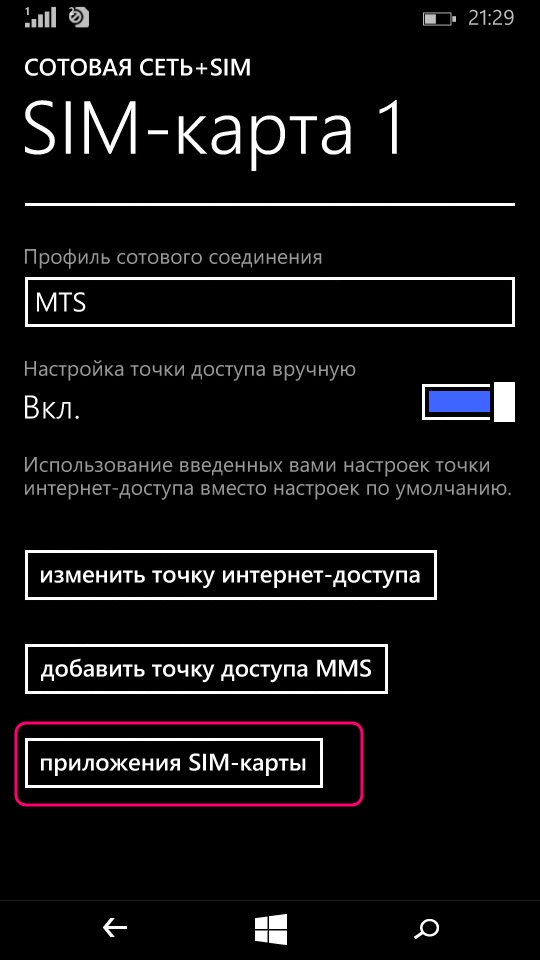 1
21:29
СОТОВАЯ СЕТЬ+SIM
SIM-карта 1
Профиль сотового соединения
MTS
Настройка точки доступа вручную
Вкл.
Использование введенных вами настроек точки
интернет-доступа вместо настроек по умолчанию.
изменить точку интернет-доступа
добавить точку доступа MMS
приложения SIM-карты